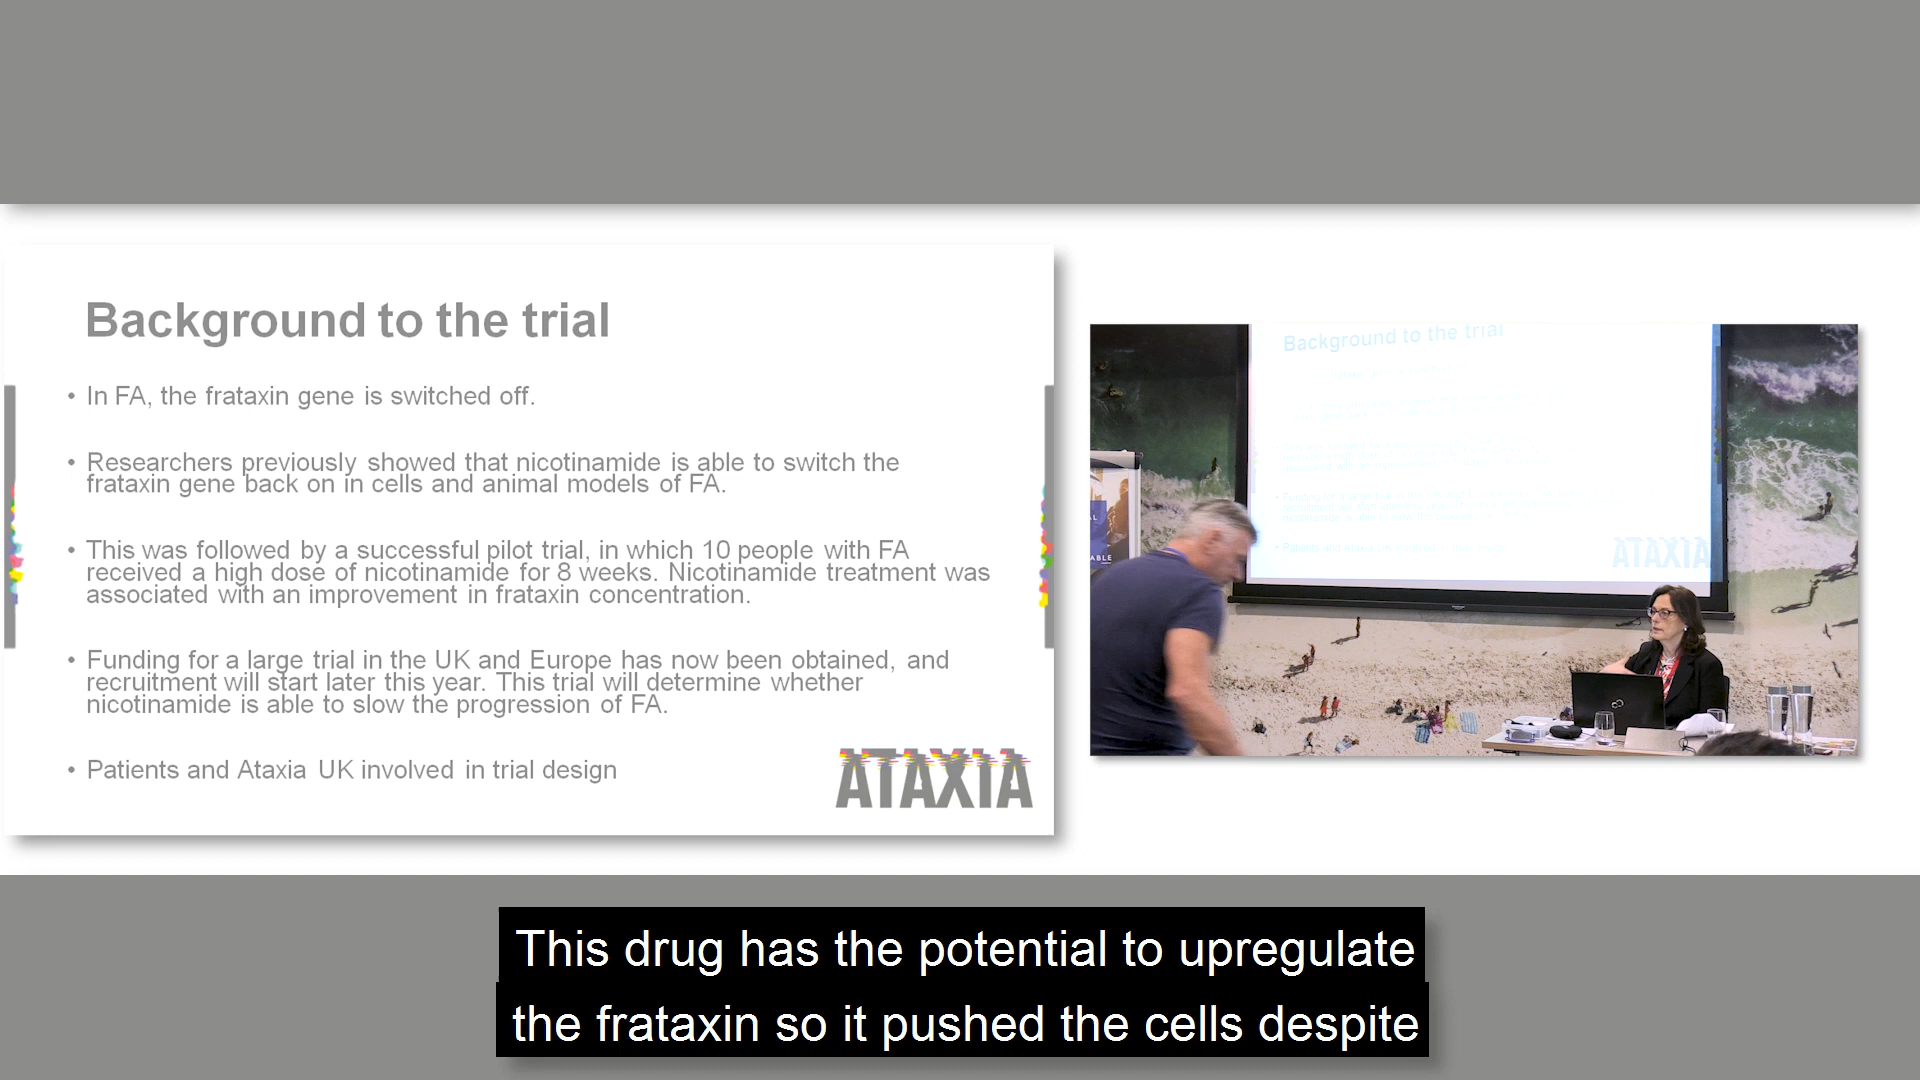 Background to the trial
• In FA, the frataxin gene is switched off.
• Researchers previously showed that nicotinamide is able to switch the
frataxin gene back on in cells and animal models of FA.
• This was followed by a successful pilot trial, in which 10 people with FA
received a high dose of nicotinamide for 8 weeks. Nicotinamide treatment was
associated with an improvement in frataxin concentration.
• Funding for a large trial in the UK and Europe has now been obtained, and
recruitment will start later this year. This trial will determine whether
nicotinamide is able to slow the progression of FA.
• Patients and Ataxia UK involved in trial design
ATAXIA
Background to the trial
ATAXIA
ABLE
This drug has the potential to upregulate
the frataxin so it pushed the cells despite